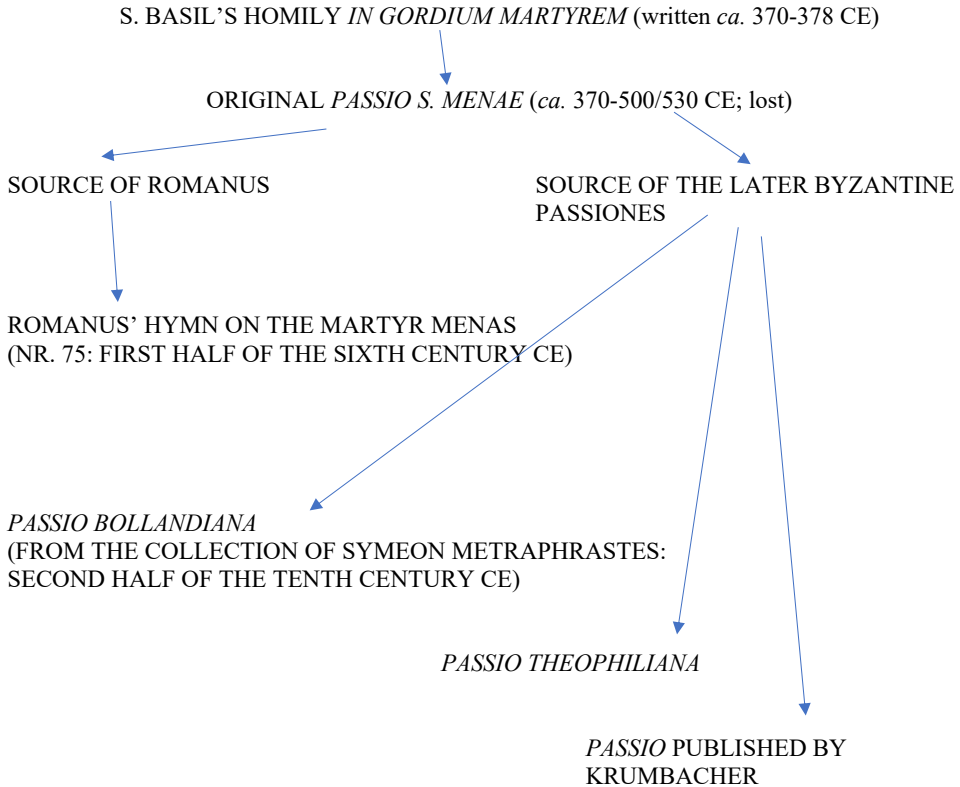 S. BASIL’S HOMILY IN GORDIUM MARTYREM (written ca. 370-378 CE)
ORIGINAL PASSIO S. MENAE (ca. 370-500/530 CE; lost)
SOURCE OF ROMANUS
SOURCE OF THE LATER BYZANTINE
PASSIONES
ROMANUS’ HYMN ON THE MARTYR MENAS
(NR. 75: FIRST HALF OF THE SIXTH CENTURY CE)
PASSIO BOLLANDIANA
(FROM THE COLLECTION OF SYMEON METRAPHRASTES:
SECOND HALF OF THE TENTH CENTURY CE)
PASSIO THEOPHILIANA
PASSIO PUBLISHED BY
KRUMBACHER